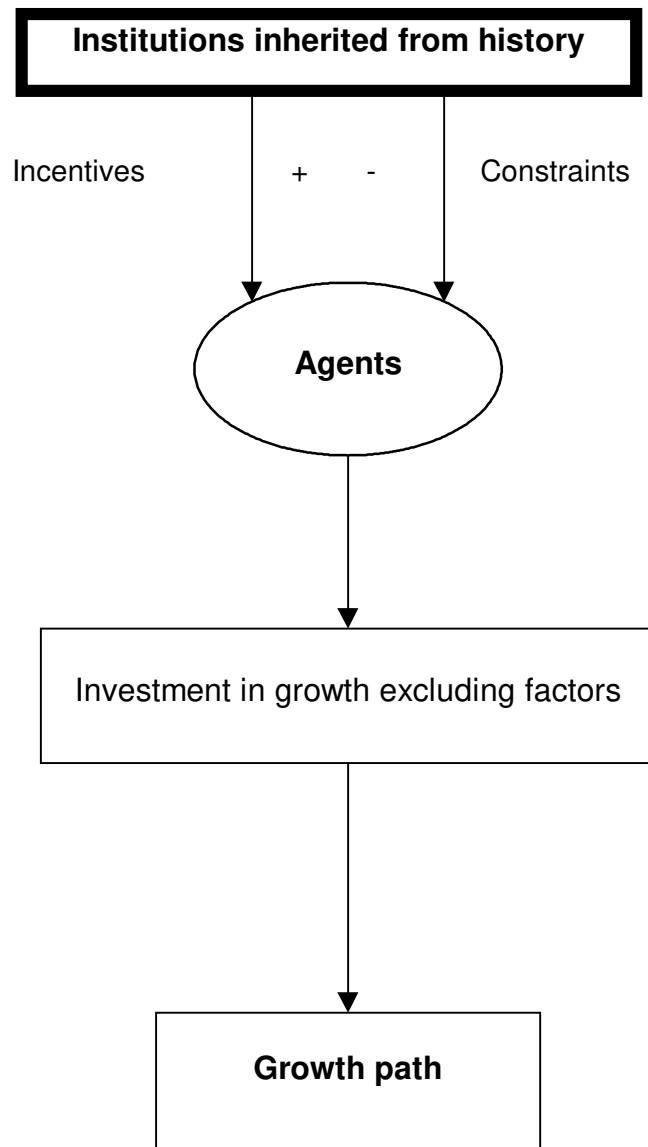 Institutions inherited from history
Incentives + - Constraints
Agents
Investment in growth excluding factors
Growth path